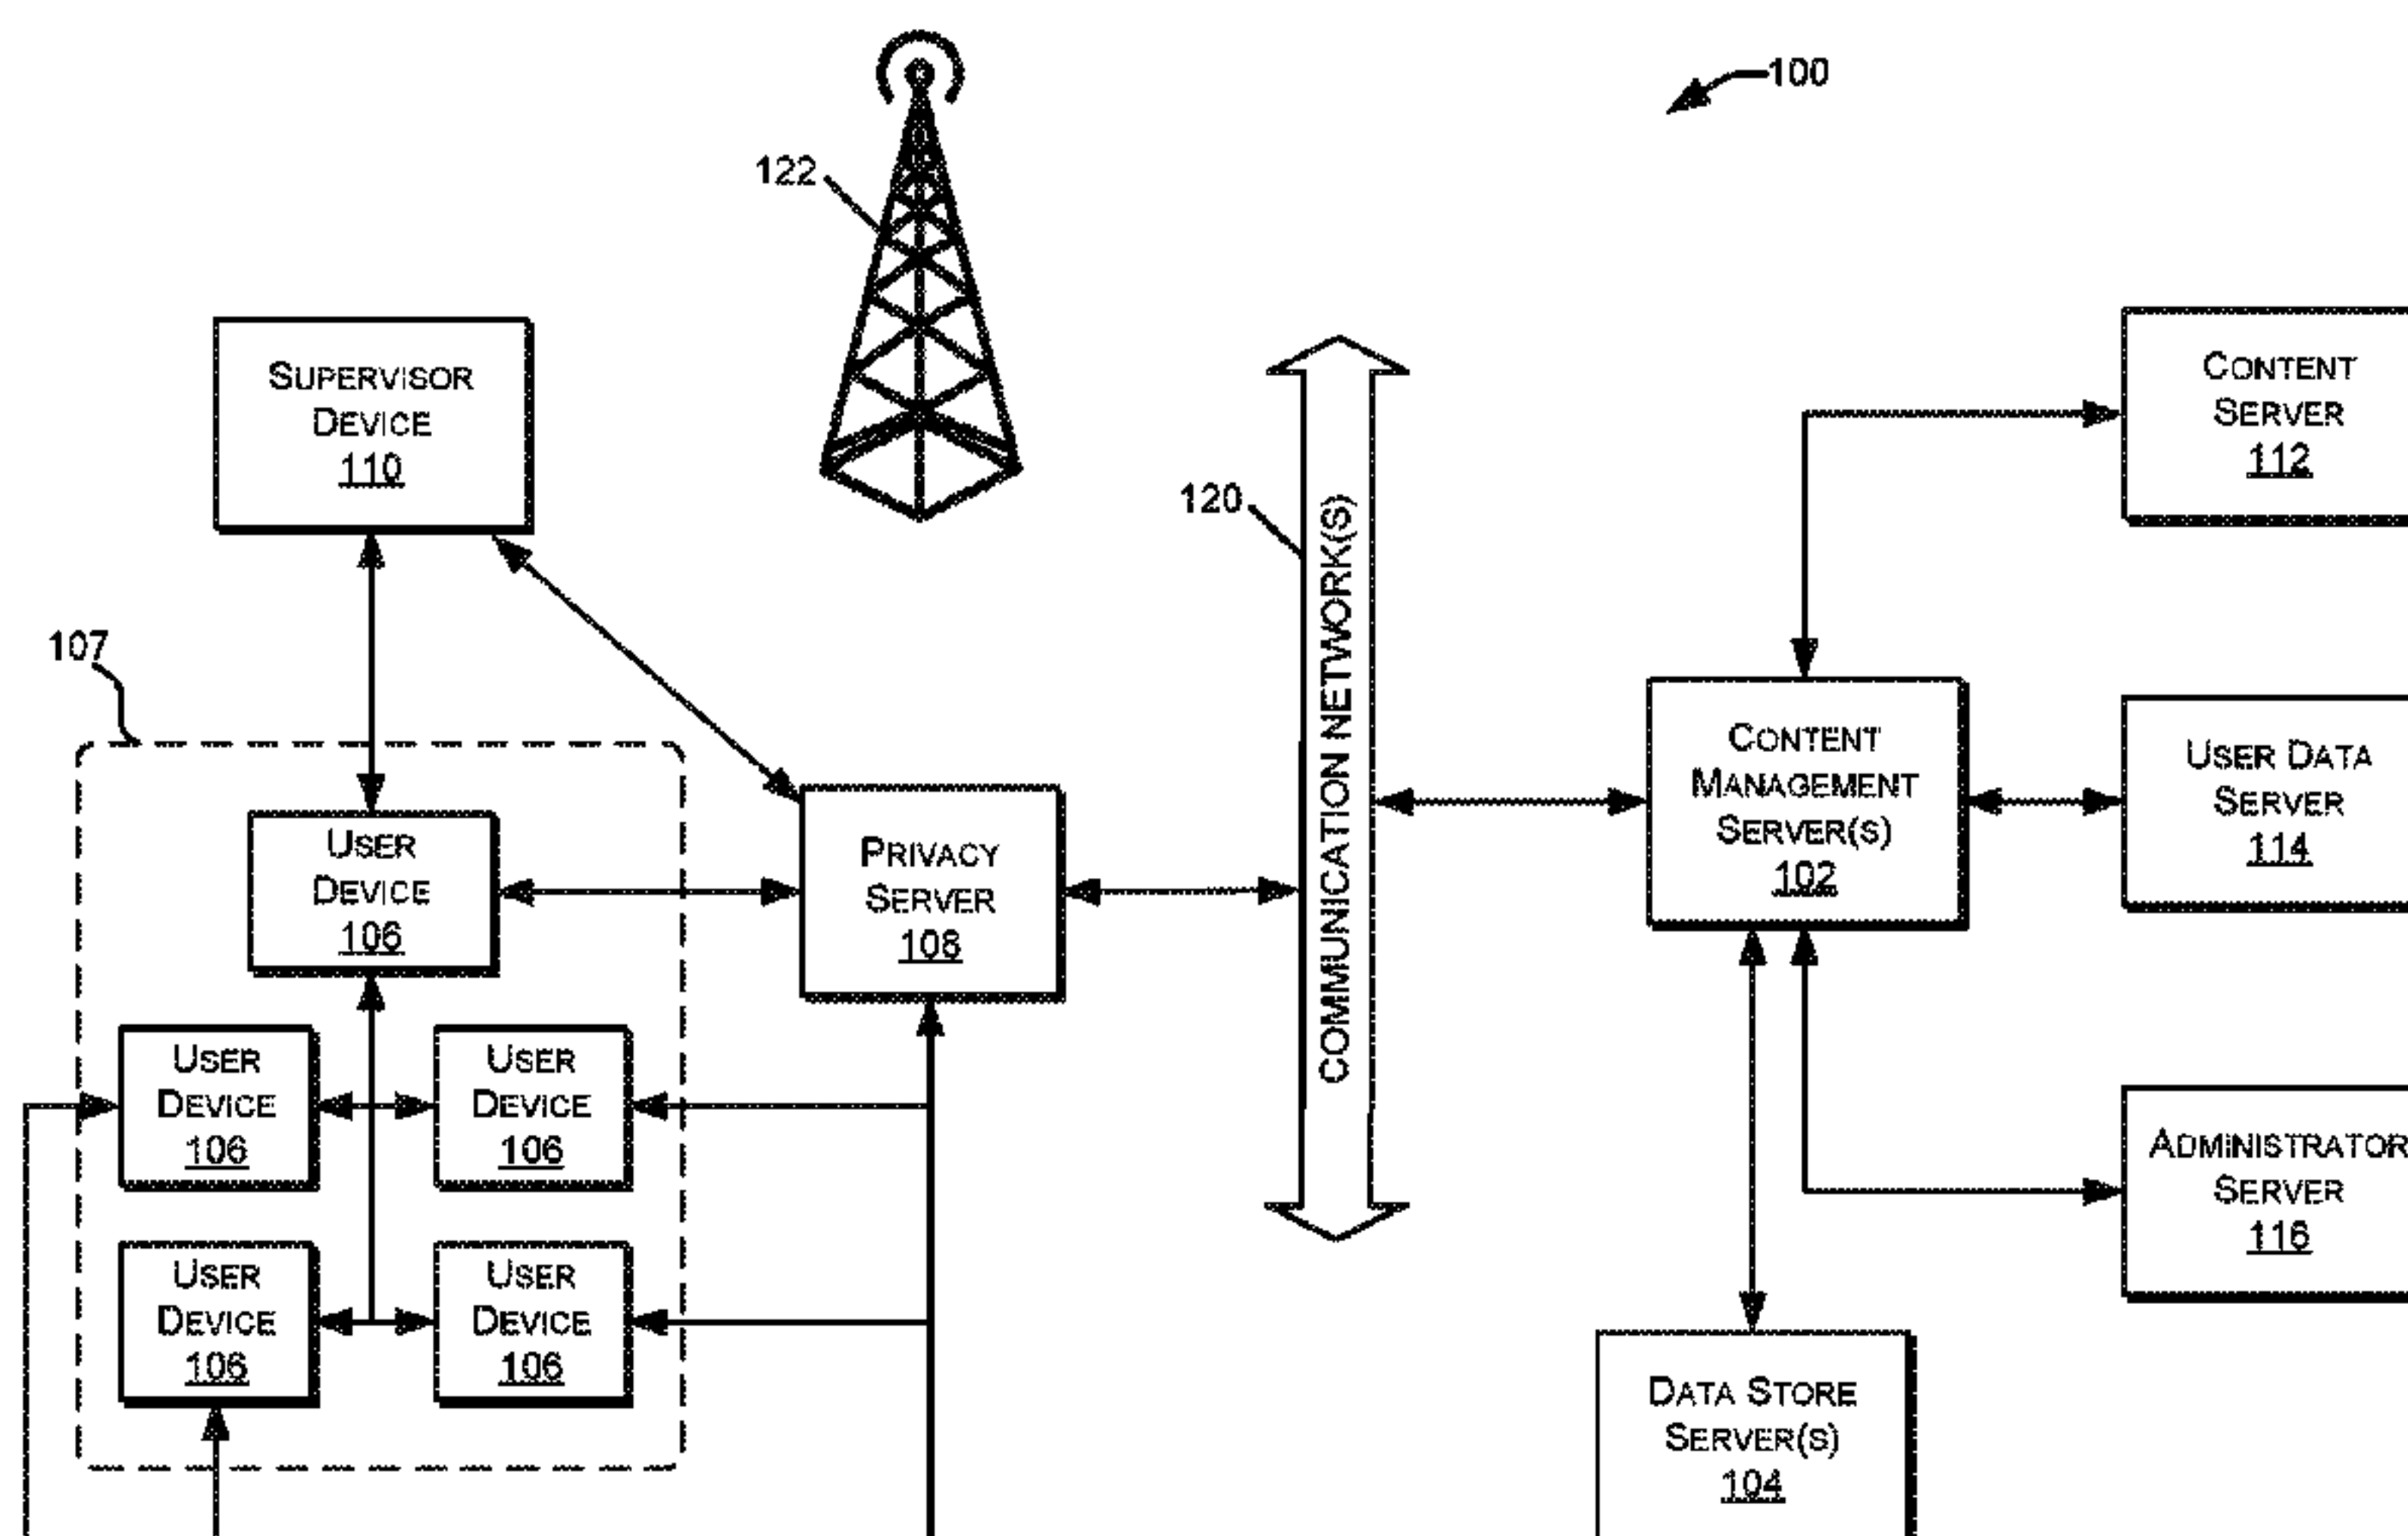 100
122
SUPERVISOR
DEVICE
110
CONTENT
SERVER
112
120
COMMUNICATION NETWORK(S)
107
CONTENT
MANAGEMENT
SERVER(S)
102
USER DATA
SERVER
114
USER
DEVICE
106
PRIVACY
SERVER
108
USER
DEVICE
106
USER
DEVICE
106
ADMINISTRATOR
SERVER
116
USER
DEVICE
106
USER
DEVICE
106
DATA STORE
SERVER(S)
104